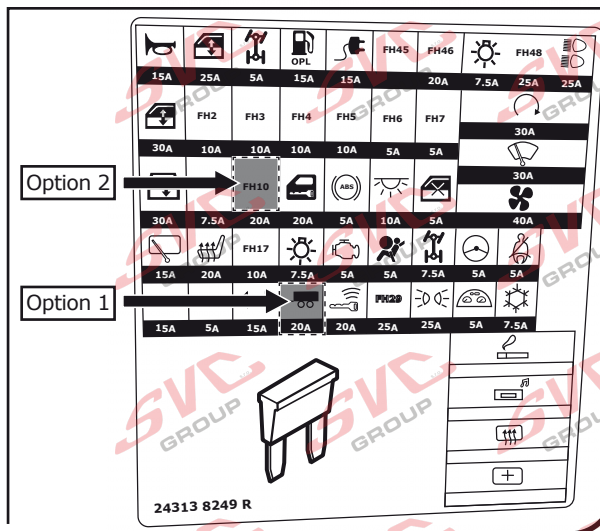 OPL FH45 FH46 FH48
15A 25A 5A 15A 15A 20A 7.5A 25A 25A
FH2 FH3 FH4 FH5 FH6 FH7
30A
30A 10A 10A 10A 10A 5A 5A
30A
Option 2
FH10 ABS
30A 7.5A 20A 20A 5A 10A 5A 40A
FH17
15A 20A 10A 7.5A 5A 5A 7.5A 5A 5A
Option 1
FH29
15A 5A 15A 20A 20A 25A 25A 5A 7.5A
SVC GROUP
24313 8249 R